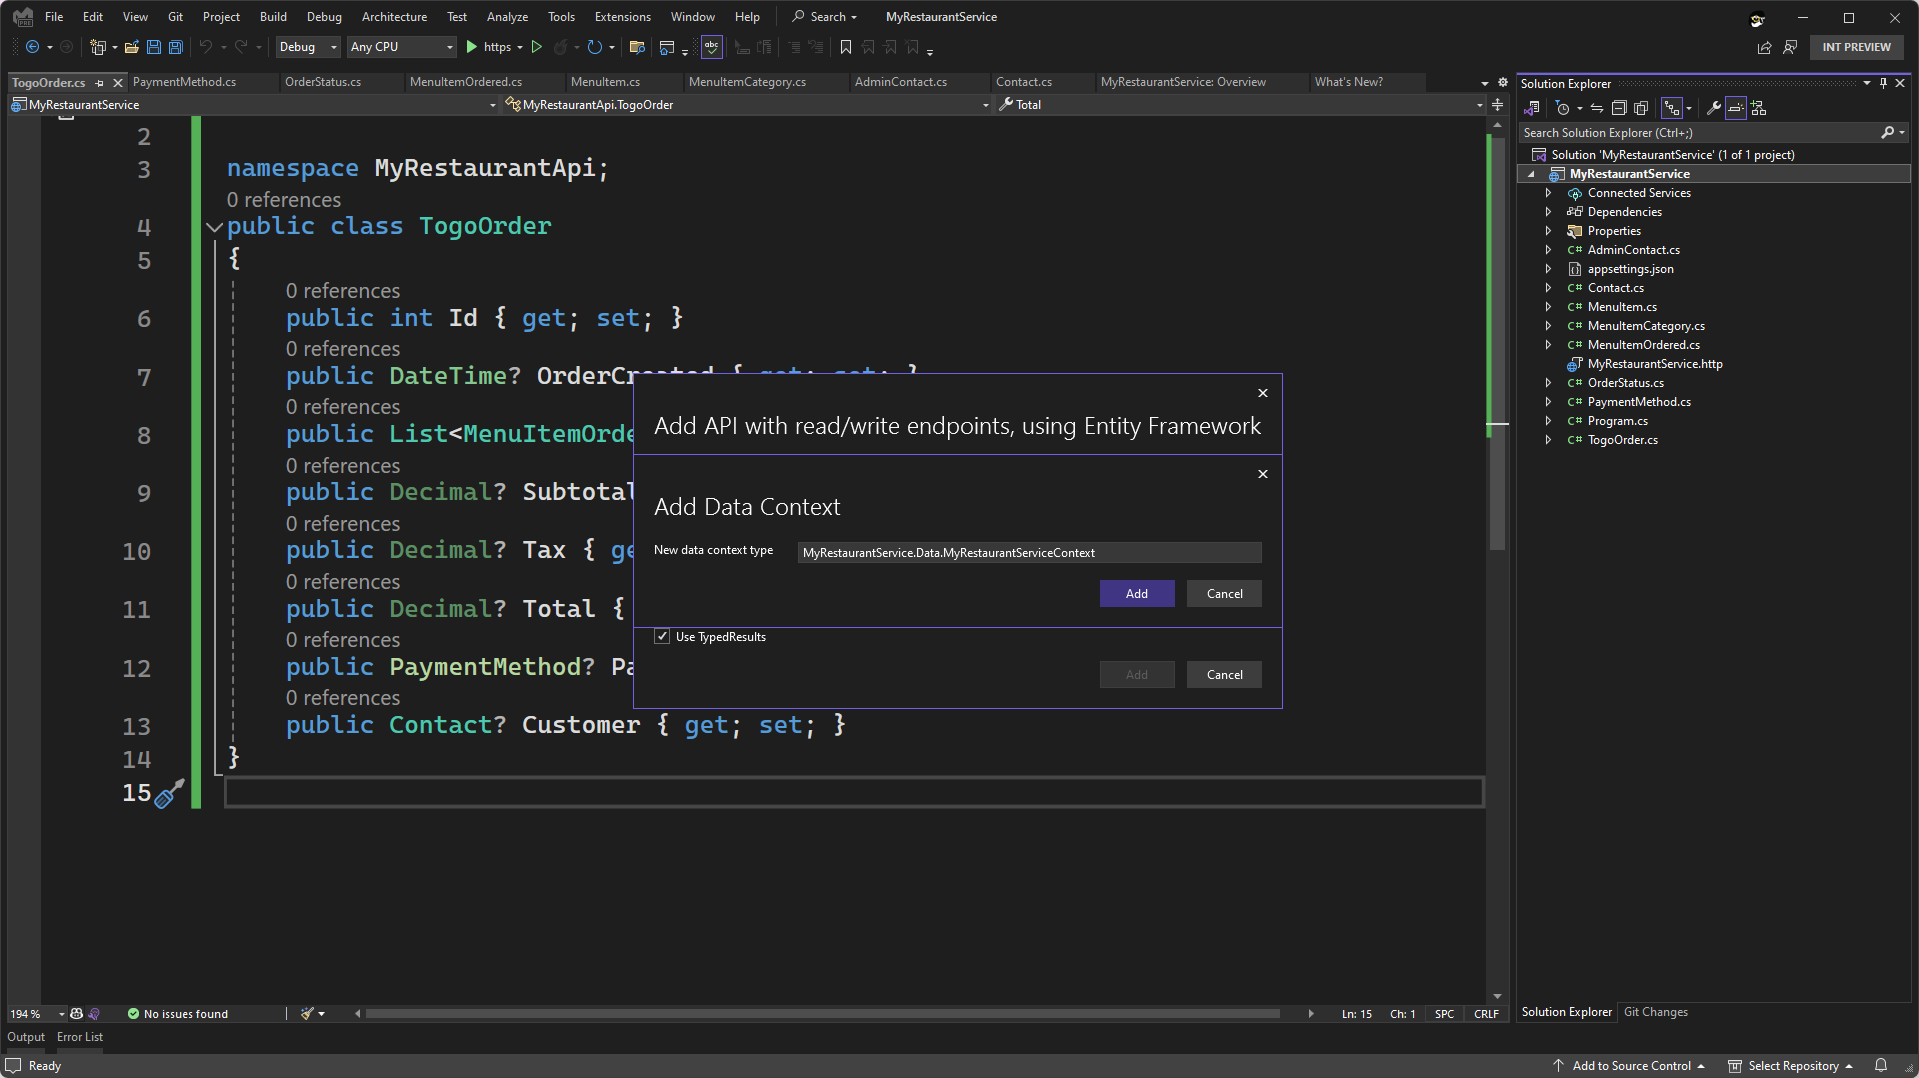 File Edit View Git Project Build Debug Architecture Test Analyze Tools Extensions Window Help Search MyRestaurantService
Debug Any CPU https abc INT PREVIEW
TogoOrder.cs PaymentMethod.cs OrderStatus.cs MenuItemOrdered.cs MenuItem.cs MenuItemCategory.cs AdminContact.cs Contact.cs MyRestaurantService: Overview What's New?
MyRestaurantService MyRestaurantApi.TogoOrder Total
2
3 namespace MyRestaurantApi;
0 references
4 public class TogoOrder
5 {
0 references
6 public int Id { get; set; }
0 references
7 public DateTime? OrderCreated { get; set; }
0 references
8 public List<MenuItemOrde
0 references
9 public Decimal? Subtotal
0 references
10 public Decimal? Tax { ge
0 references
11 public Decimal? Total {
0 references
12 public PaymentMethod? Pa
0 references
13 public Contact? Customer { get; set; }
14 }
15
Add API with read/write endpoints, using Entity Framework
Add Data Context
New data context type MyRestaurantService.Data.MyRestaurantServiceContext
Add Cancel
Use TypedResults
Add Cancel
Solution Explorer
Search Solution Explorer (Ctrl+;)
Solution 'MyRestaurantService' (1 of 1 project)
MyRestaurantService
Connected Services
Dependencies
Properties
C# AdminContact.cs
appsettings.json
C# Contact.cs
C# MenuItem.cs
C# MenuItemCategory.cs
C# MenuItemOrdered.cs
MyRestaurantService.http
C# OrderStatus.cs
C# PaymentMethod.cs
C# Program.cs
C# TogoOrder.cs
194 % No issues found Ln: 15 Ch: 1 SPC CRLF
Solution Explorer Git Changes
Output Error List
Ready Add to Source Control Select Repository